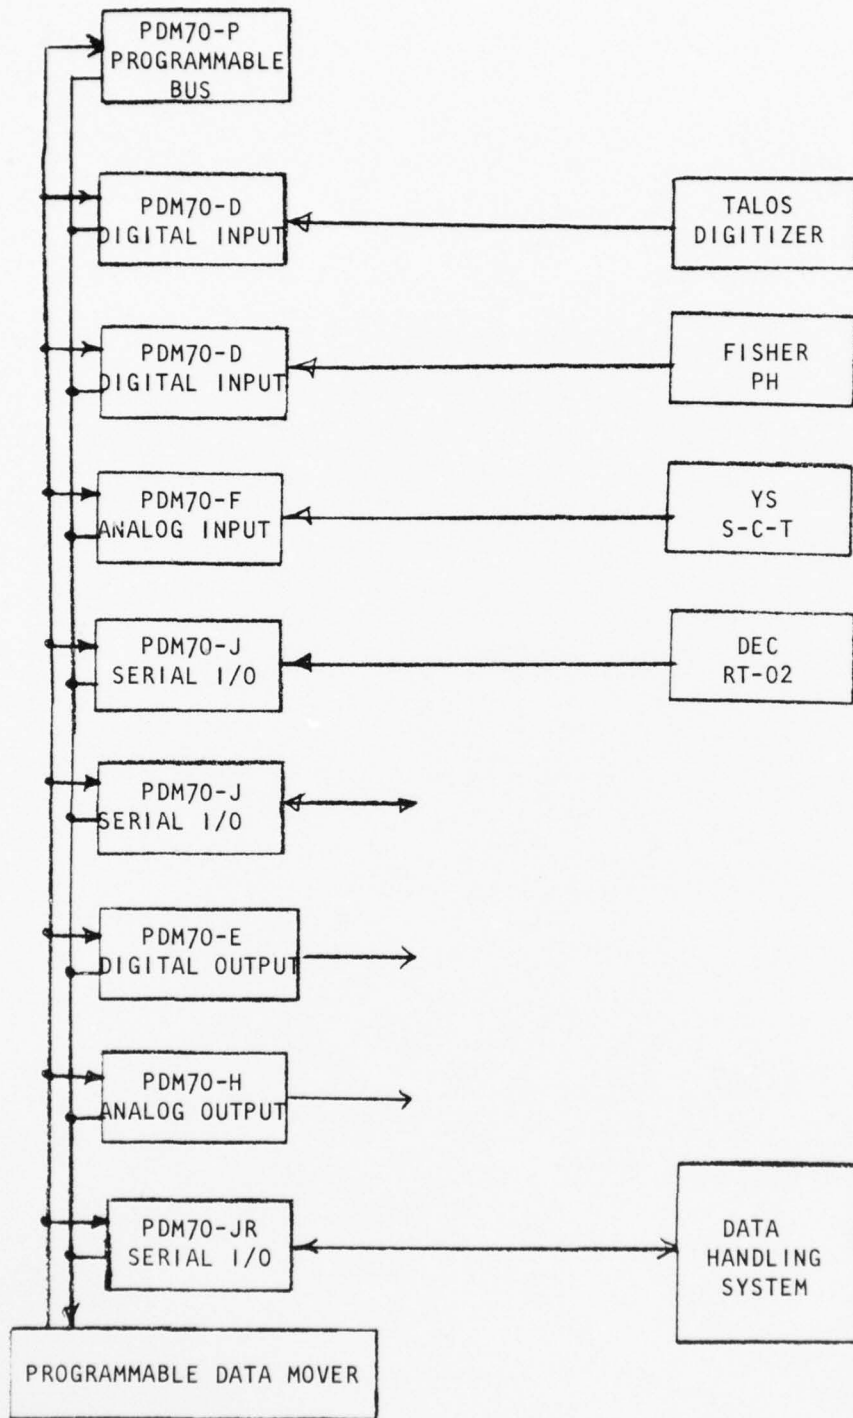 PDM70-P
PROGRAMMABLE
BUS
PDM70-D
DIGITAL INPUT
TALOS
DIGITIZER
PDM70-D
DIGITAL INPUT
FISHER
PH
PDM70-F
ANALOG INPUT
YS
S-C-T
PDM70-J
SERIAL I/O
DEC
RT-02
PDM70-J
SERIAL I/O
PDM70-E
DIGITAL OUTPUT
PDM70-H
ANALOG OUTPUT
PDM70-JR
SERIAL I/O
DATA
HANDLING
SYSTEM
PROGRAMMABLE DATA MOVER